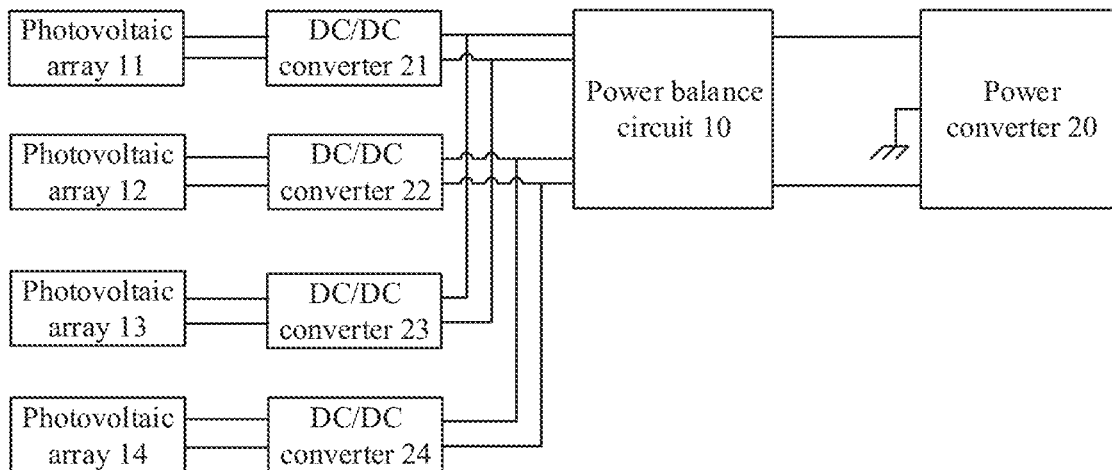 Photovoltaic
array 11
DC/DC
converter 21
Power balance
circuit 10
Power
converter 20
Photovoltaic
array 12
DC/DC
converter 22
Photovoltaic
array 13
DC/DC
converter 23
Photovoltaic
array 14
DC/DC
converter 24